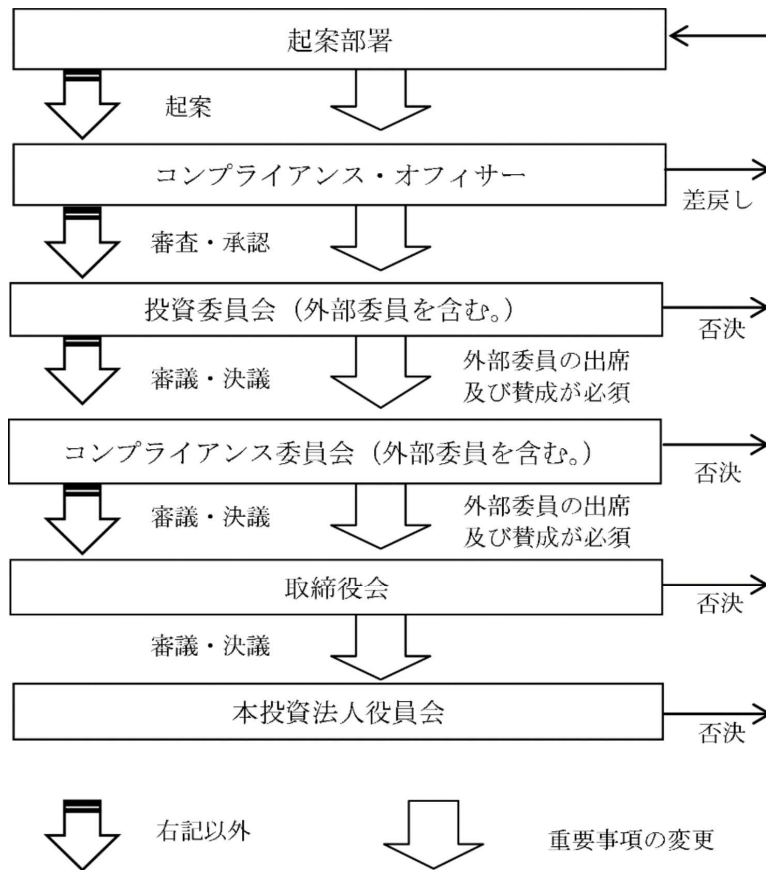 起案部署
起案
コンプライアンス・オフィサー
差戻し
審査・承認
投資委員会（外部委員を含む。）
否決
審議・決議
外部委員の出席
及び賛成が必須
コンプライアンス委員会（外部委員を含む。）
否決
審議・決議
外部委員の出席
及び賛成が必須
取締役会
否決
審議・決議
本投資法人役員会
否決
右記以外
重要事項の変更